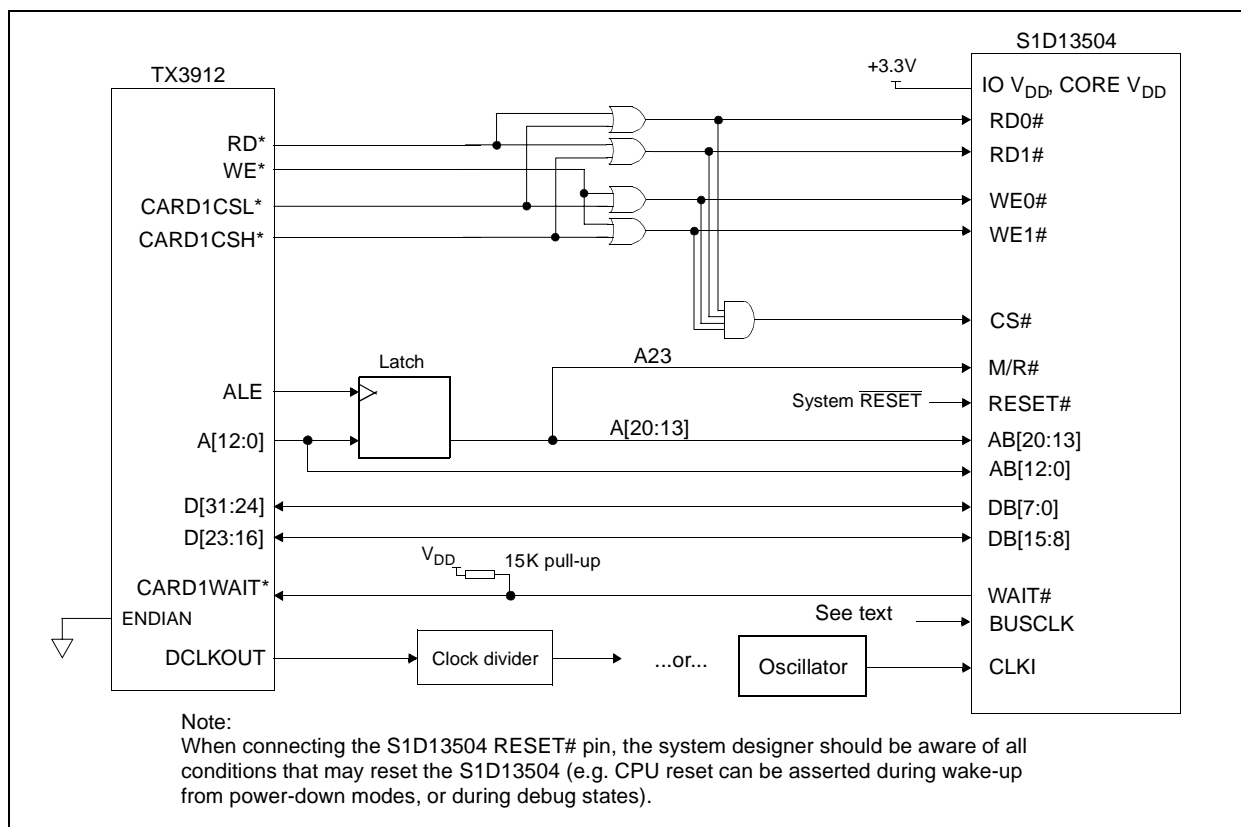 S1D13504
TX3912
+3.3V
IO VDD, CORE VDD
RD*
WE*
CARD1CSL*
CARD1CSH*
RD0#
RD1#
WE0#
WE1#
CS#
Latch
A23
M/R#
ALE
System RESET
RESET#
A[12:0]
A[20:13]
AB[20:13]
AB[12:0]
D[31:24]
DB[7:0]
D[23:16]
DB[15:8]
VDD
15K pull-up
CARD1WAIT*
WAIT#
ENDIAN
See text
BUSCLK
DCLKOUT
Clock divider
...or...
Oscillator
CLKI
Note:
When connecting the S1D13504 RESET# pin, the system designer should be aware of all
conditions that may reset the S1D13504 (e.g. CPU reset can be asserted during wake-up
from power-down modes, or during debug states).